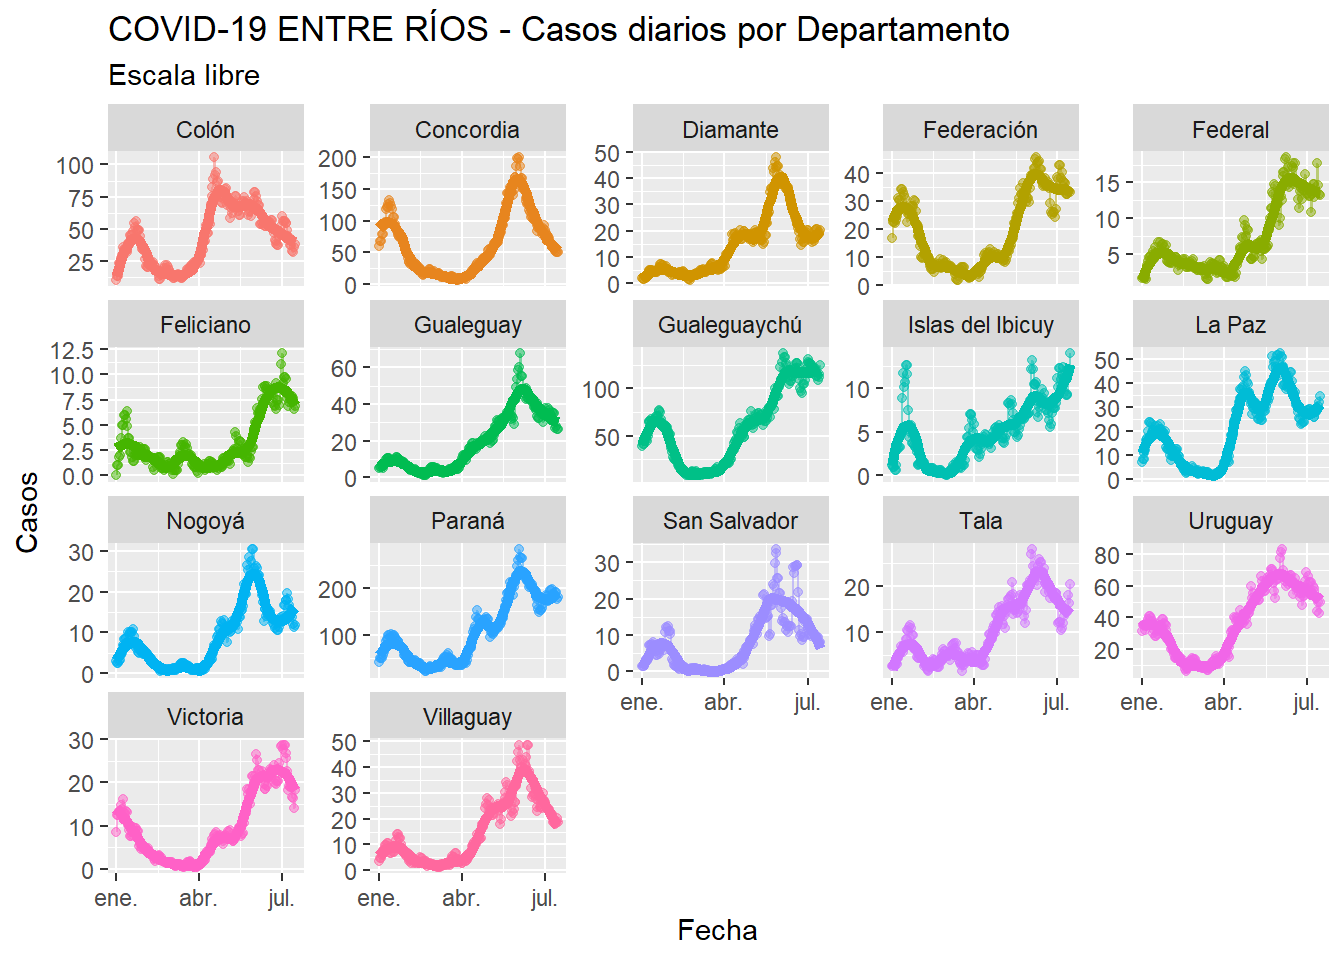 COVID-19 ENTRE RÍOS - Casos diarios por Departamento
Escala libre
Colón
Concordia
Diamante
Federación
Federal
100
75
50
25
200
150
100
50
0
50
40
30
20
10
0
40
30
20
10
0
15
10
5
Feliciano
Gualeguay
Gualeguaychú
Islas del Ibicuy
La Paz
12.5
10.0
7.5
5.0
2.5
0.0
60
40
20
0
100
50
10
5
0
50
40
30
20
10
0
Casos
Nogoyá
Paraná
San Salvador
Tala
Uruguay
30
20
10
0
200
100
30
20
10
0
20
10
80
60
40
20
ene. abr. jul.
ene. abr. jul.
ene. abr. jul.
Victoria
Villaguay
30
20
10
0
50
40
30
20
10
0
ene. abr. jul.
ene. abr. jul.
Fecha